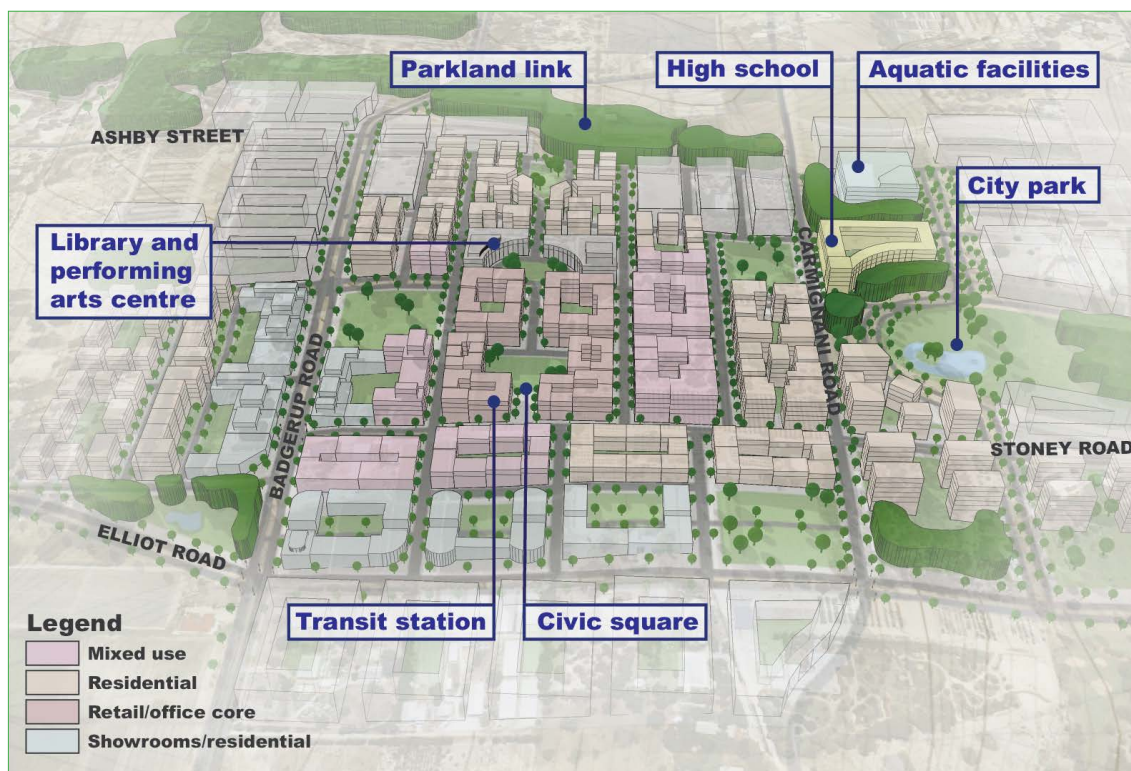 Parkland link
High school
Aquatic facilities
ASHBY STREET
City park
Library and
performing
arts centre
CARMIGNANI ROAD
BADGERUP ROAD
STONEY ROAD
ELLIOT ROAD
Transit station
Civic square
Legend
Mixed use
Residential
Retail/office core
Showrooms/residential